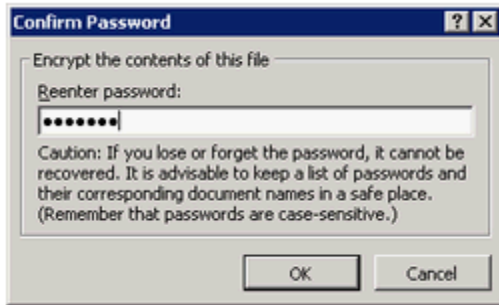 Confirm Password
Encrypt the contents of this file
Reenter password:
•••••••
Caution: If you lose or forget the password, it cannot be
recovered. It is advisable to keep a list of passwords and
their corresponding document names in a safe place.
(Remember that passwords are case-sensitive.)
OK Cancel